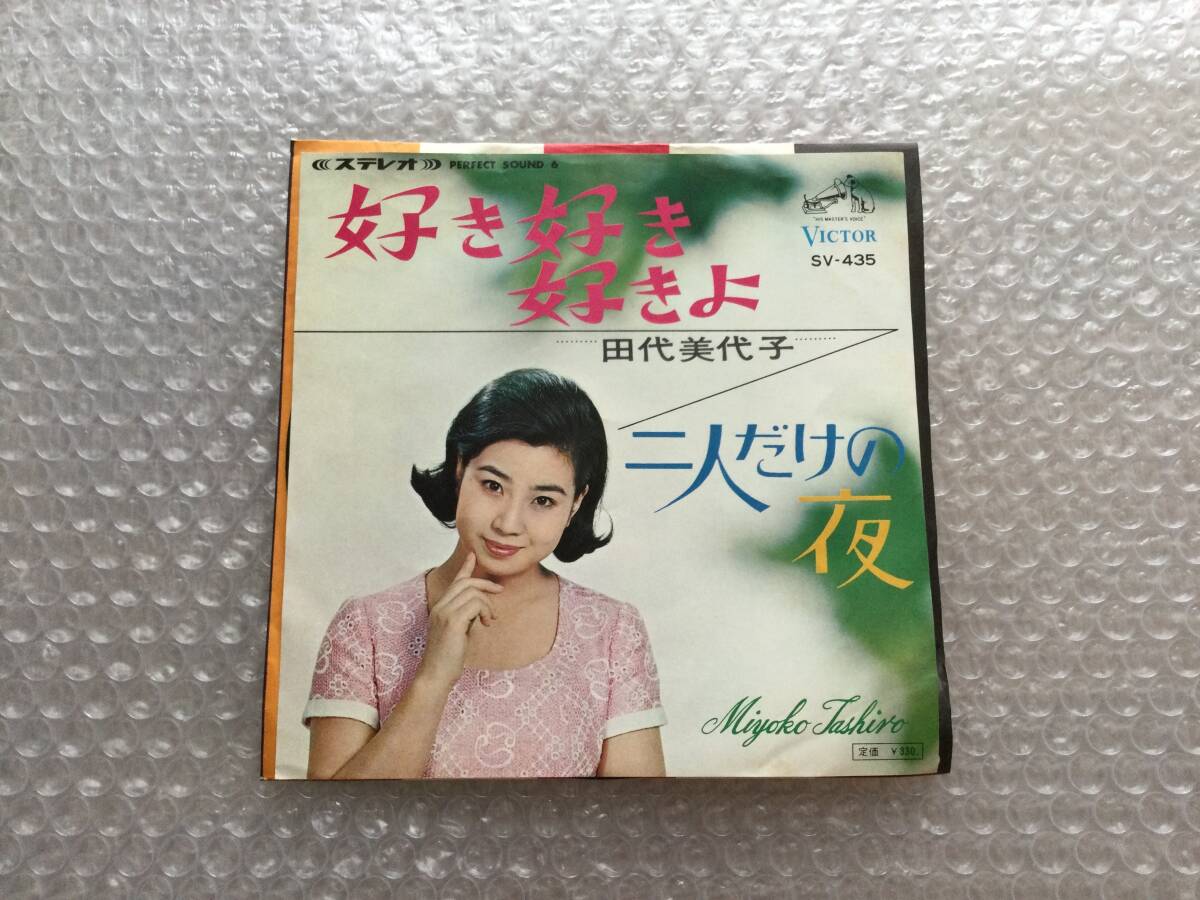 ステレオ PERFECT SOUND 6
好き好き
好きよ
"HIS MASTER'S VOICE"
VICTOR
SV-435
田代美代子
二人だけの
夜
Miyoko Tashiro
定価 ¥330.